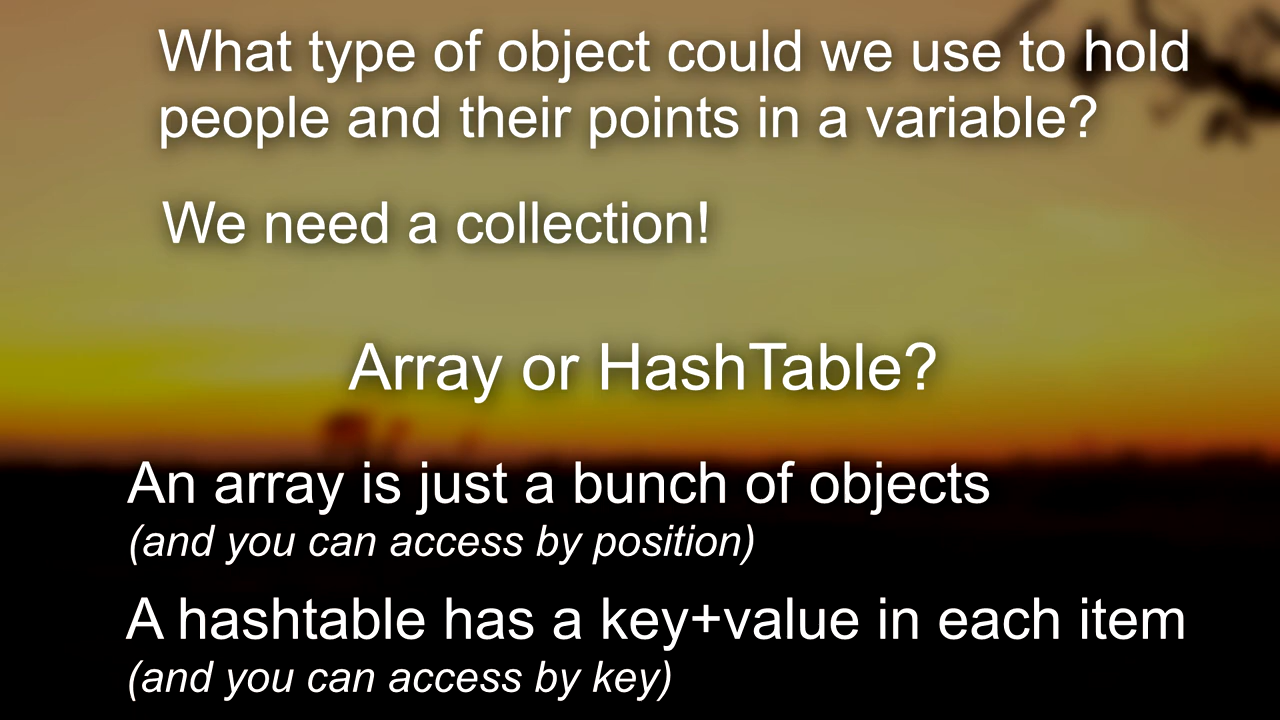 What type of object could we use to hold
people and their points in a variable?
We need a collection!
Array or HashTable?
An array is just a bunch of objects
(and you can access by position)
A hashtable has a key+value in each item
(and you can access by key)